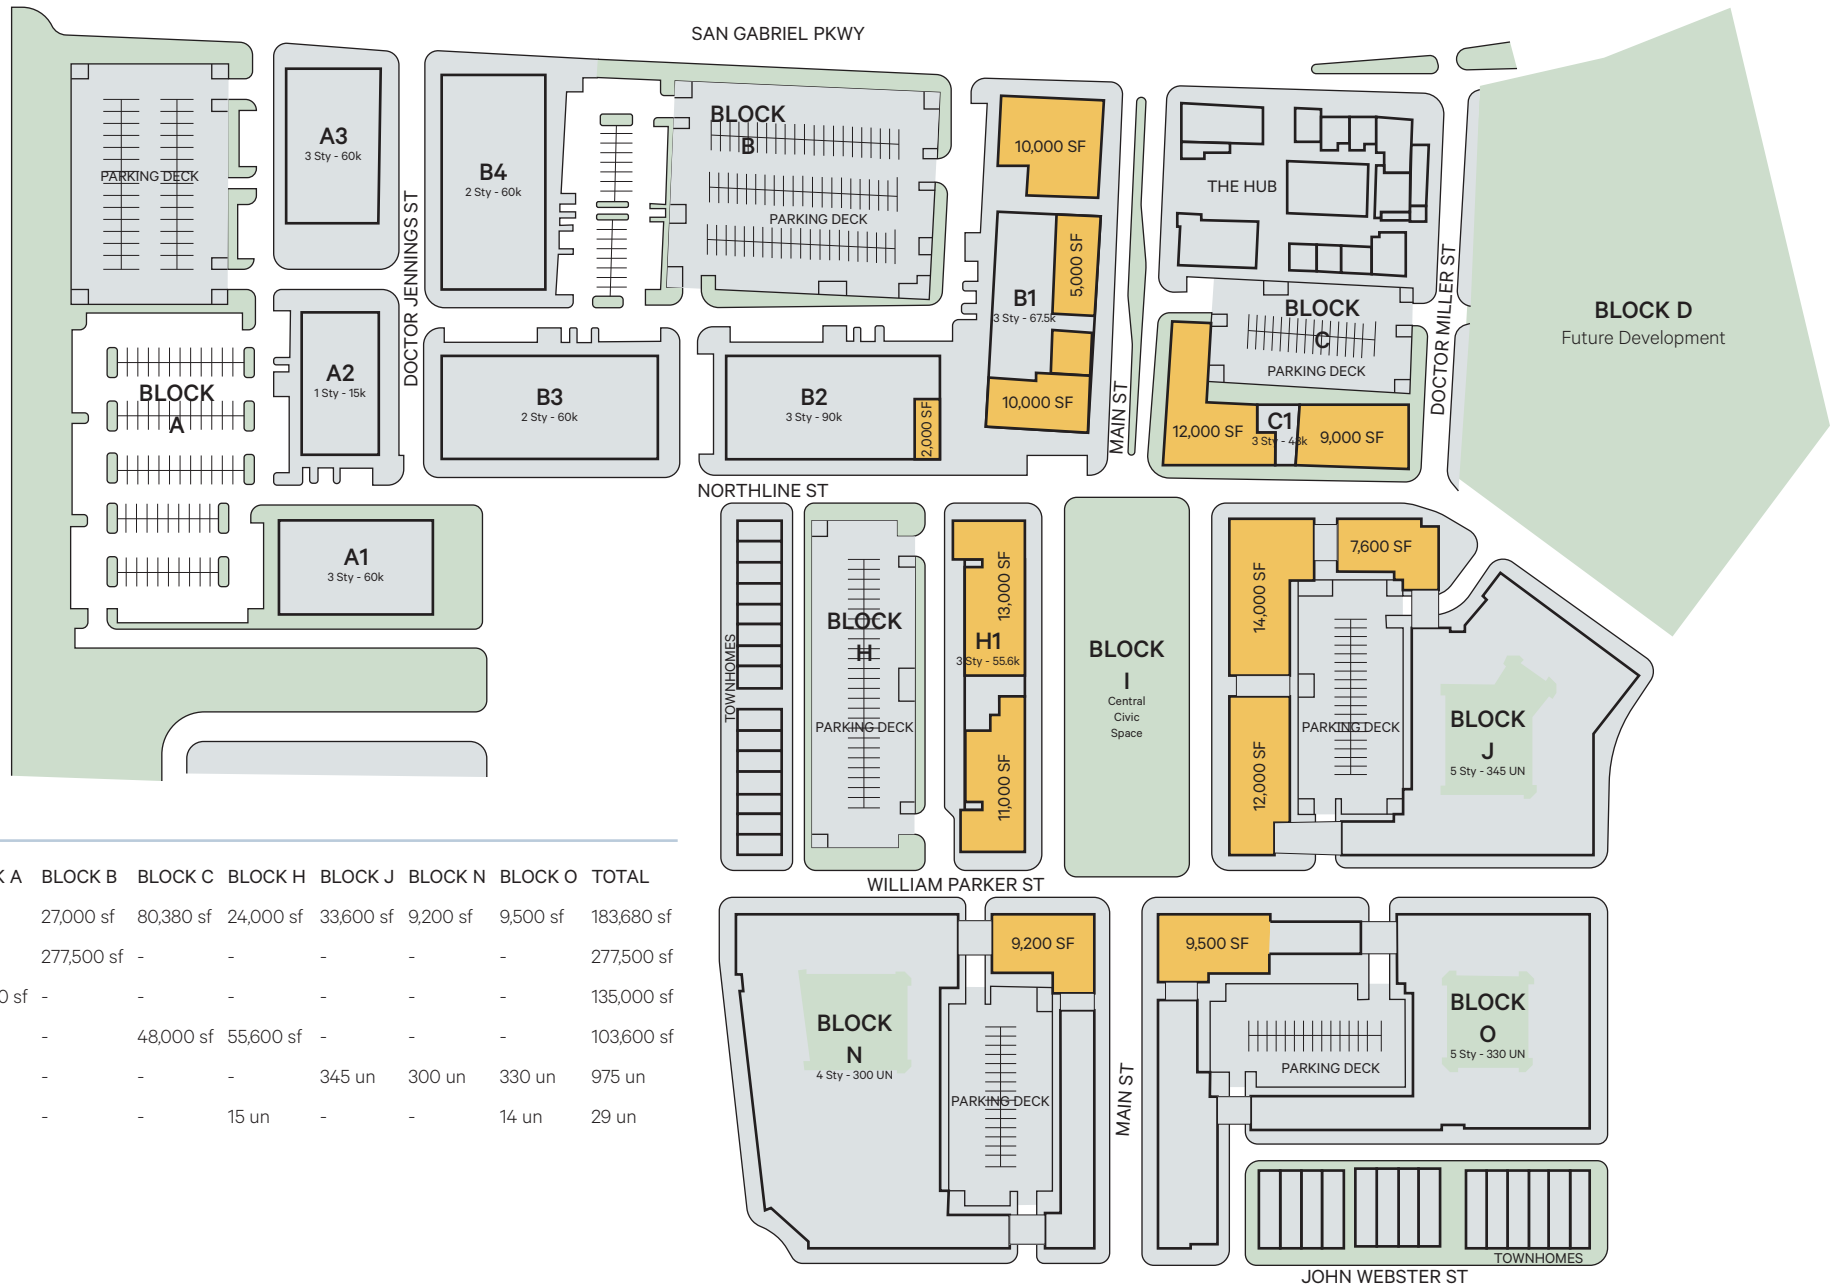 SAN GABRIEL PKWY
A3
3 Sty - 60k
PARKING DECK
DOCTOR JENNINGS ST
B4
2 Sty - 60k
BLOCK
B
PARKING DECK
10,000 SF
5,000 SF
B1
3 Sty - 67.5k
10,000 SF
MAIN ST
THE HUB
BLOCK
C
PARKING DECK
DOCTOR MILLER ST
BLOCK D
Future Development
BLOCK
A
A2
1 Sty - 15k
B3
2 Sty - 60k
B2
3 Sty - 90k
2,000 SF
12,000 SF
C1
3 Sty - 48k
9,000 SF
NORTHLINE ST
A1
3 Sty - 60k
TOWNHOMES
BLOCK
H
PARKING DECK
13,000 SF
H1
3 Sty - 55.6k
11,000 SF
BLOCK
I
Central
Civic
Space
14,000 SF
7,600 SF
12,000 SF
PARKING DECK
BLOCK
J
5 Sty - 345 UN
WILLIAM PARKER ST
K A BLOCK B BLOCK C BLOCK H BLOCK J BLOCK N BLOCK O TOTAL
27,000 sf 80,380 sf 24,000 sf 33,600 sf 9,200 sf 9,500 sf 183,680 sf
277,500 sf - - - - - 277,500 sf
0 sf - - - - - - 135,000 sf
- 48,000 sf 55,600 sf - - - 103,600 sf
- - - 345 un 300 un 330 un 975 un
- - 15 un - - 14 un 29 un
9,200 SF
BLOCK
N
4 Sty - 300 UN
PARKING DECK
MAIN ST
9,500 SF
BLOCK
O
5 Sty - 330 UN
PARKING DECK
TOWNHOMES
JOHN WEBSTER ST